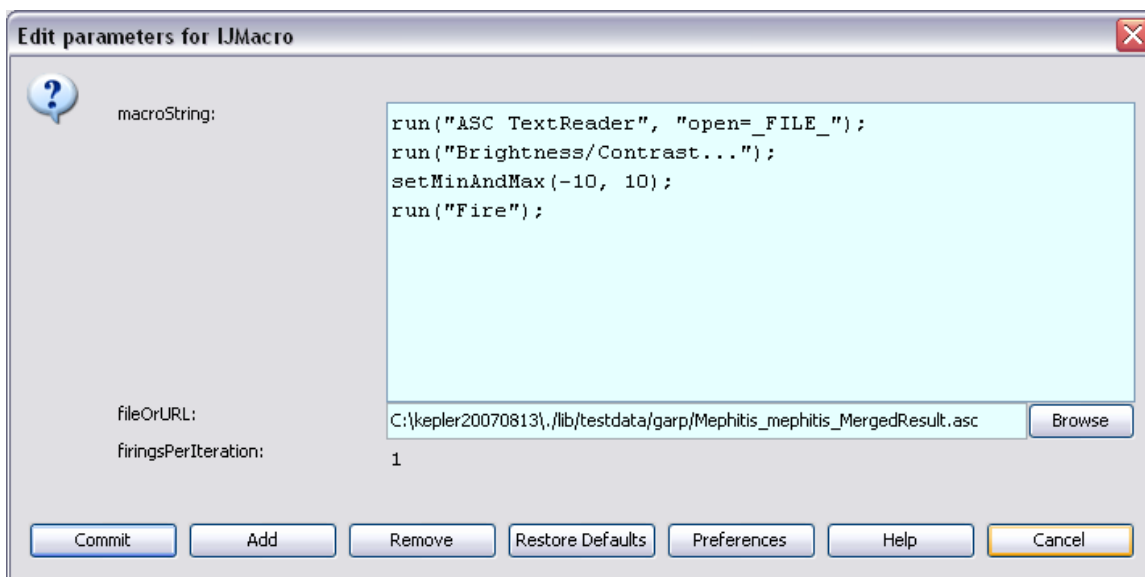 Edit parameters for IJMacro
macroString:
run("ASC TextReader", "open=_FILE_");
run("Brightness/Contrast...");
setMinAndMax(-10, 10);
run("Fire");
fileOrURL:
C:\kepler20070813\./lib/testdata/garp/Mephitis_mephitis_MergedResult.asc
Browse
firingsPerIteration:
1
Commit
Add
Remove
Restore Defaults
Preferences
Help
Cancel